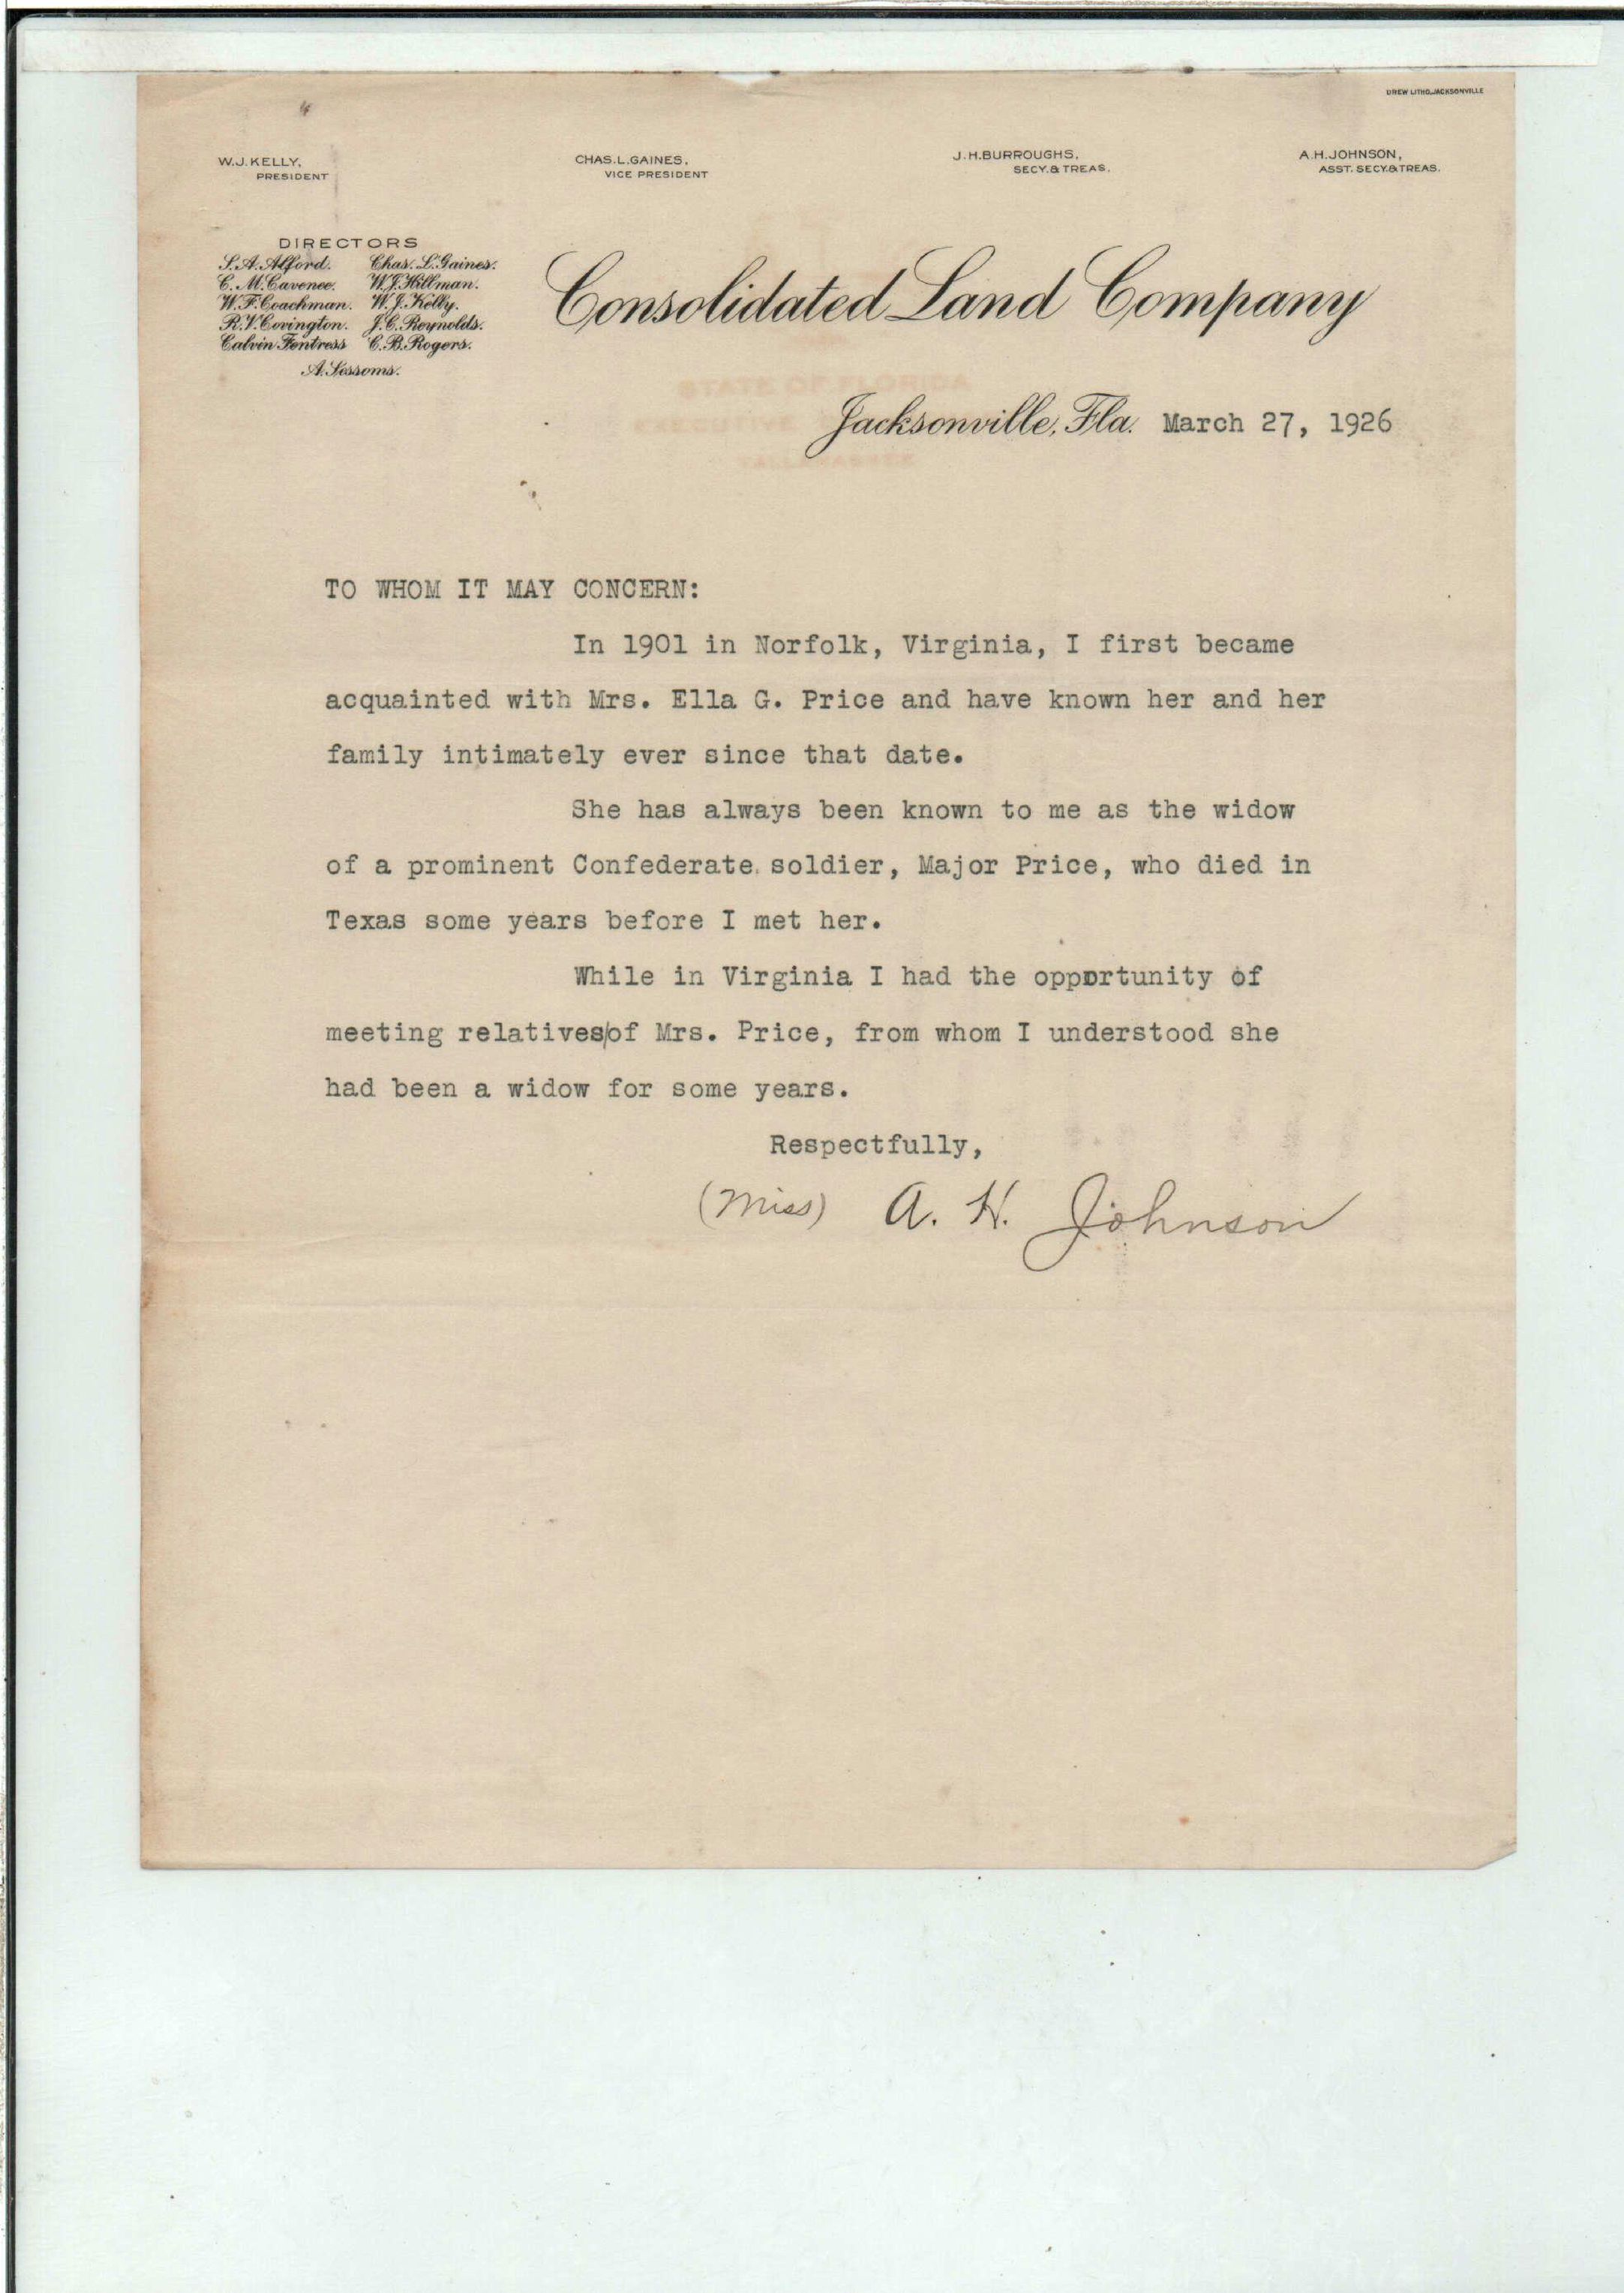 DREW LITHO. JACKSONVILLE
W.J. KELLY,
PRESIDENT
CHAS. L. GAINES,
VICE PRESIDENT
J.H. BURROUGHS,
SECY. & TREAS.
A.H. JOHNSON,
ASST. SECY. & TREAS.
DIRECTORS
S.A. Alford. Chas. L. Gaines.
C.M. Cavenee. W.J. Hillman.
W.F. Coachman. W.J. Kelly.
R.V. Covington. J.C. Reynolds.
Calvin Fentress C.B. Rogers.
A. Sessoms.
Consolidated Land Company
STATE OF FLORIDA
EXECUTIVE
TALLAHASSEE
Jacksonville, Fla. March 27, 1926
TO WHOM IT MAY CONCERN:
In 1901 in Norfolk, Virginia, I first became
acquainted with Mrs. Ella G. Price and have known her and her
family intimately ever since that date.
She has always been known to me as the widow
of a prominent Confederate soldier, Major Price, who died in
Texas some years before I met her.
While in Virginia I had the opportunity of
meeting relatives/of Mrs. Price, from whom I understood she
had been a widow for some years.
Respectfully,
(Miss) A. H. Johnson